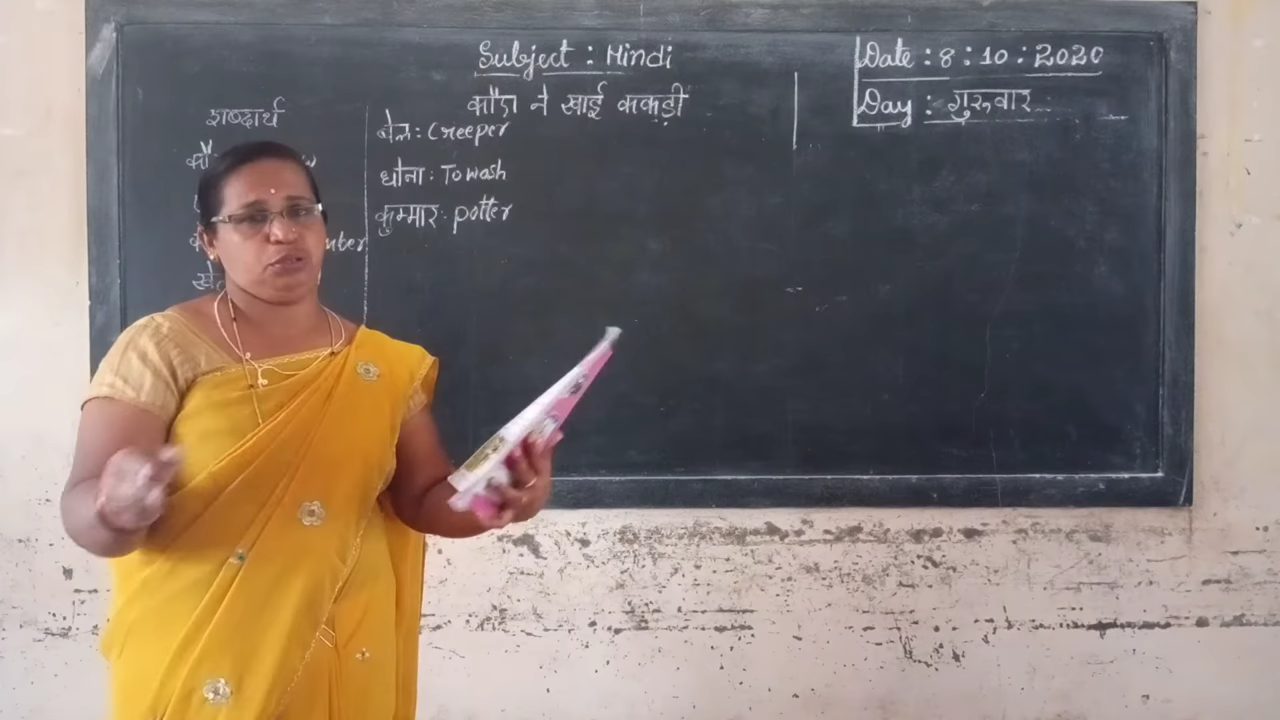 Subject : Hindi
Date : 8 : 10 : 2020
कौए ने खाई ककड़ी
Day : गुरुवार
शब्दार्थ
बेल : Creeper
धोना : To wash
कुम्मार : potter